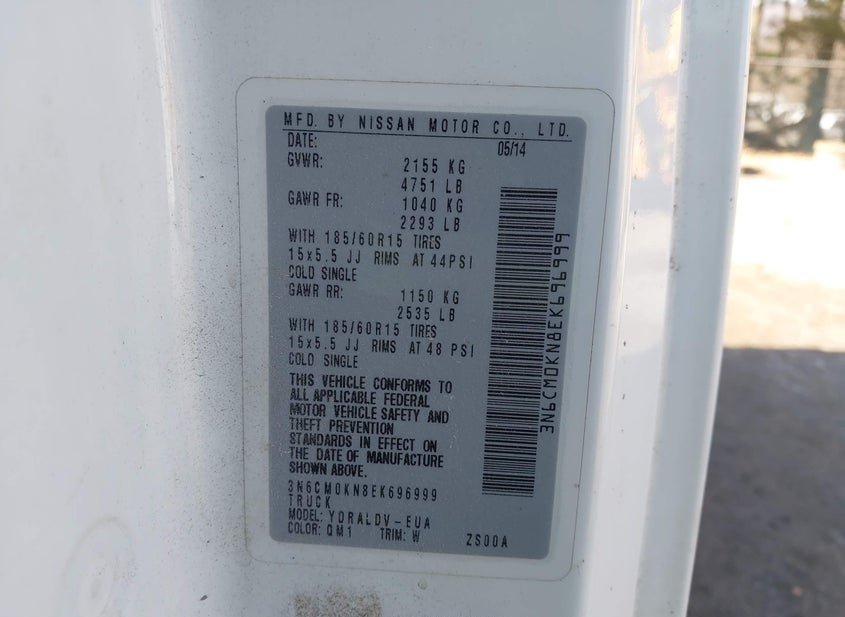 MFD. BY NISSAN MOTOR CO., LTD.
DATE: 05/14
GVWR: 2155 KG
4751 LB
GAWR FR: 1040 KG
2293 LB
WITH 185/60R15 TIRES
15x5.5 JJ RIMS AT 44PSI
COLD SINGLE
GAWR RR: 1150 KG
2535 LB
WITH 185/60R15 TIRES
15x5.5 JJ RIMS AT 48 PSI
COLD SINGLE
THIS VEHICLE CONFORMS TO
ALL APPLICABLE FEDERAL
MOTOR VEHICLE SAFETY AND
THEFT PREVENTION
STANDARDS IN EFFECT ON
THE DATE OF MANUFACTURE
SHOWN ABOVE.
3N6CM0KN8EK696999
TRUCK
MODEL: YDRALDV-EUA
COLOR: QM1 TRIM: W ZS00A
3N6CM0KN8EK696999